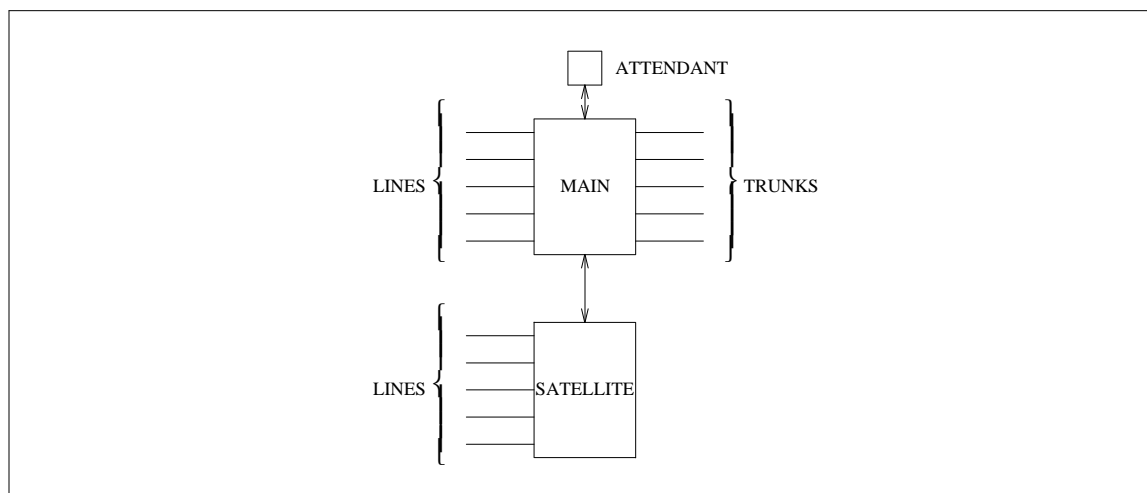 ATTENDANT
LINES
MAIN
TRUNKS
LINES
SATELLITE